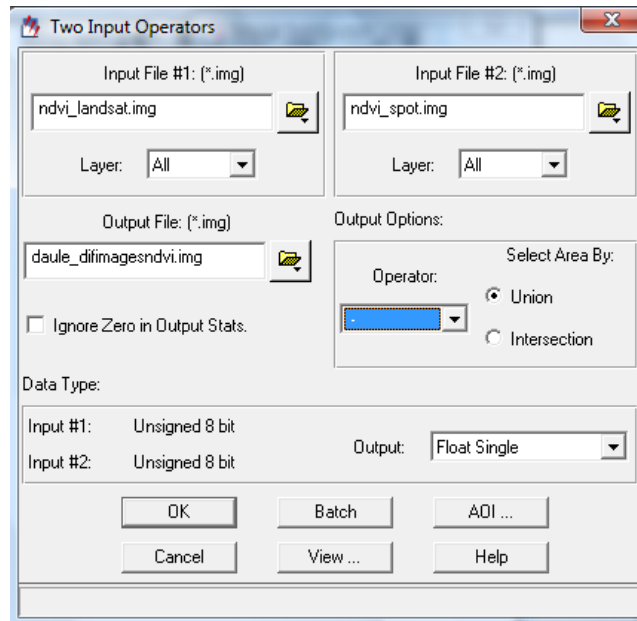 Two Input Operators
Input File #1: (*.img)
ndvi_landsat.img
Layer: All
Input File #2: (*.img)
ndvi_spot.img
Layer: All
Output File: (*.img)
daule_difimagesndvi.img
Ignore Zero in Output Stats.
Output Options:
Operator:
-
Select Area By:
Union
Intersection
Data Type:
Input #1: Unsigned 8 bit
Input #2: Unsigned 8 bit
Output: Float Single
OK Batch AOI ...
Cancel View ... Help